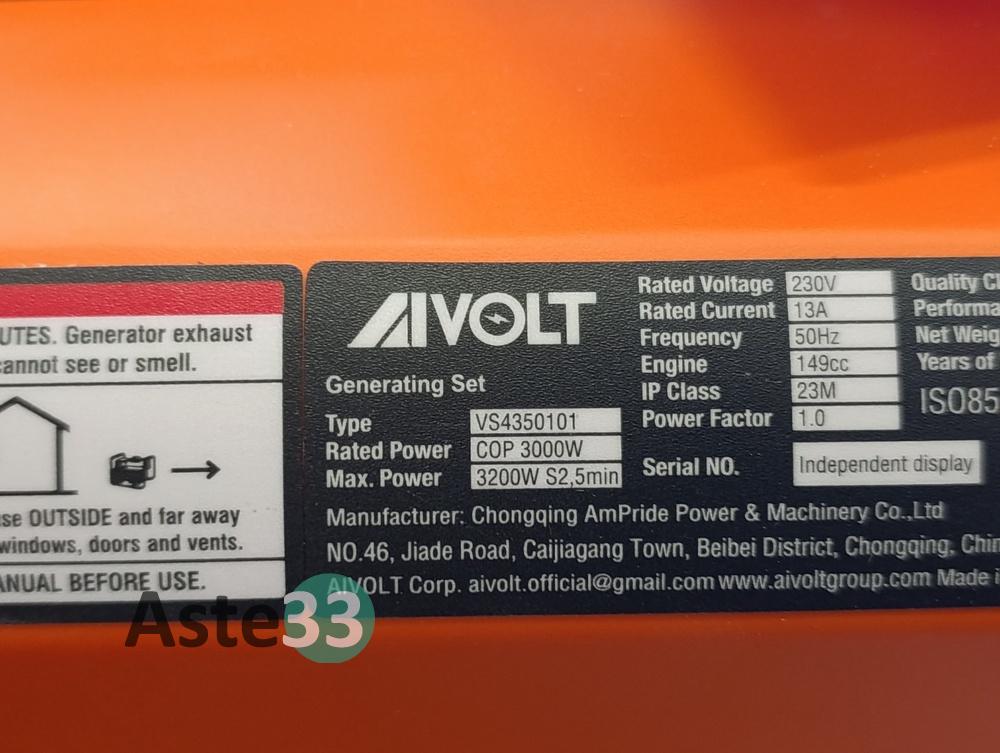 UTES. Generator exhaust
cannot see or smell.
se OUTSIDE and far away
windows, doors and vents.
ANUAL BEFORE USE.
AIVOLT
Generating Set
Type VS4350101
Rated Power COP 3000W
Max. Power 3200W S2,5min
Rated Voltage 230V
Rated Current 13A
Frequency 50Hz
Engine 149cc
IP Class 23M
Power Factor 1.0
Serial NO. Independent display
Quality Cl
Performa
Net Weig
Years of
ISO85
Manufacturer: Chongqing AmPride Power & Machinery Co.,Ltd
NO.46, Jiade Road, Caijiagang Town, Beibei District, Chongqing, Chin
AIVOLT Corp. aivolt.official@gmail.com www.aivoltgroup.com Made i
Aste33